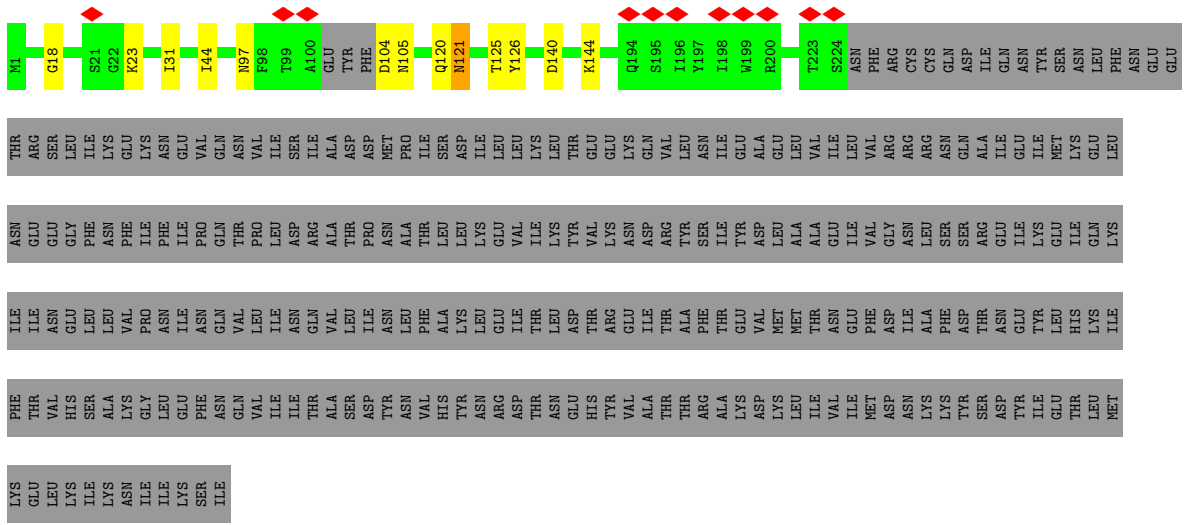 M1 G18 S21 G22 K23 I31 I44 N97 F98 T99 A100 GLU TYR PHE D104 N105 Q120 N121 T125 Y126 D140 K144 Q194 S195 I196 Y197 I198 W199 R200 T223 S224 ASN PHE ARG CYS CYS GLN ASP ILE GLN ASN TYR SER ASN LEU PHE ASN GLU GLU
THR ARG SER LEU ILE LYS GLU LYS ASN GLU VAL GLN ASN VAL ILE SER ILE ALA ASP ASP MET PRO ILE SER ASP ILE LEU LEU LYS LEU THR GLU GLU LYS GLN VAL LEU ASN ILE GLU ALA GLU LEU VAL ILE LEU VAL ARG ARG ARG ASN GLN ALA ILE GLU ILE MET LYS GLU LEU
ASN GLU GLU GLY PHE ASN PHE ILE PHE ILE PRO GLN THR PRO LEU ASP ARG ALA THR PRO ASN ALA THR LEU LEU LYS GLU VAL ILE LYS TYR VAL LYS ASN ASP ARG TYR SER ILE TYR ASP LEU ALA ALA GLU ILE VAL GLY ASN LEU SER SER ARG GLU ILE LYS GLU ILE GLN LYS
ILE ILE ASN GLU LEU LEU VAL PRO ASN ILE ASN GLN VAL LEU ILE ASN GLN VAL LEU ILE ASN LEU PHE ALA LYS LEU GLU ILE THR LEU ASP THR ARG GLU ILE THR ALA PHE THR GLU VAL MET MET THR ASN GLU PHE ASP ILE ALA PHE ASP THR ASN GLU TYR LEU HIS LYS ILE
PHE THR VAL HIS SER ALA LYS GLY LEU GLU PHE ASN GLN VAL ILE ILE THR ALA SER ASP TYR ASN VAL HIS TYR ASN ARG ASP THR ASN GLU HIS TYR VAL ALA THR THR ARG ALA LYS ASP LYS LEU ILE VAL ILE MET ASP ASN LYS LYS TYR SER ASP TYR ILE GLU THR LEU MET
LYS GLU LEU LYS ILE LYS ASN ILE ILE LYS SER ILE